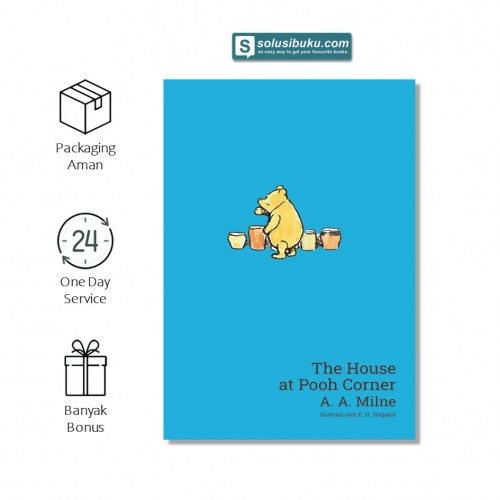 solusibuku.com
an easy way to get your favourite books.
Packaging
Aman
24
One Day
Service
Banyak
Bonus
The House
at Pooh Corner
A. A. Milne
Ilustrasi oleh E. H. Shepard